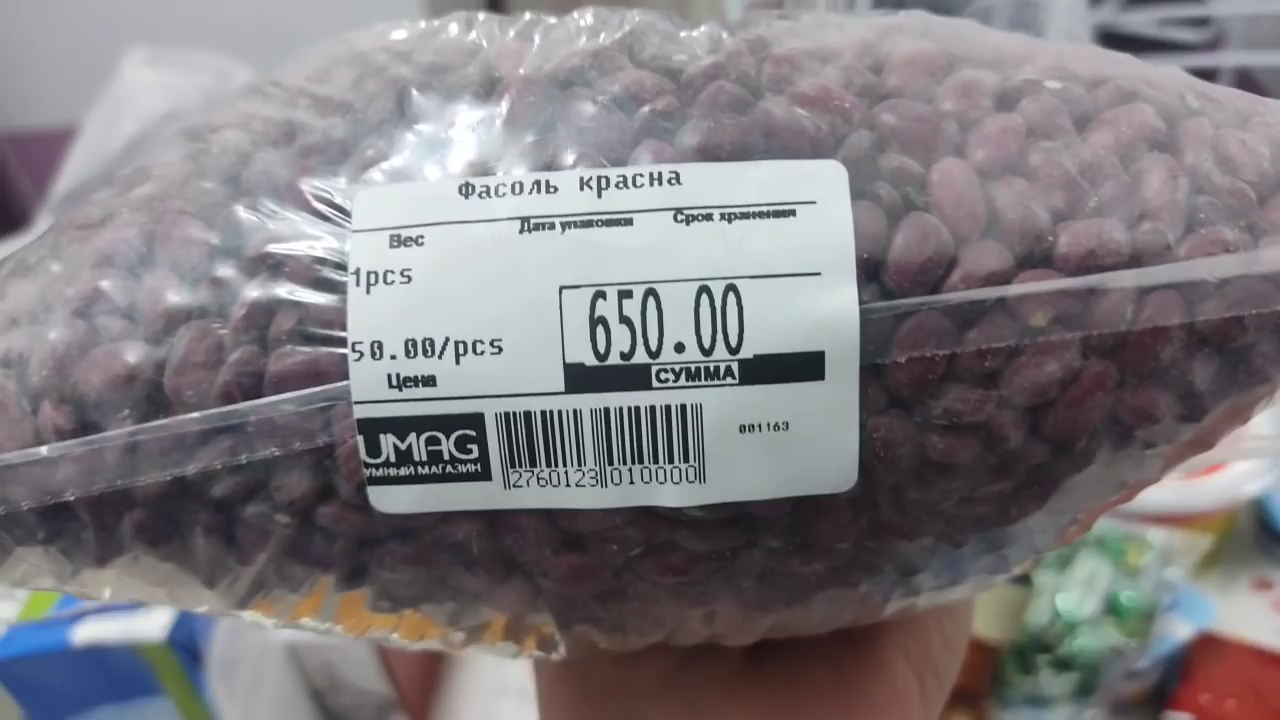 Фасоль красна
Вес Дата упаковки Срок хранения
1pcs
50.00/pcs
650.00
Цена
СУММА
UMAG
УМНЫЙ МАГАЗИН
001163
2760123 010000